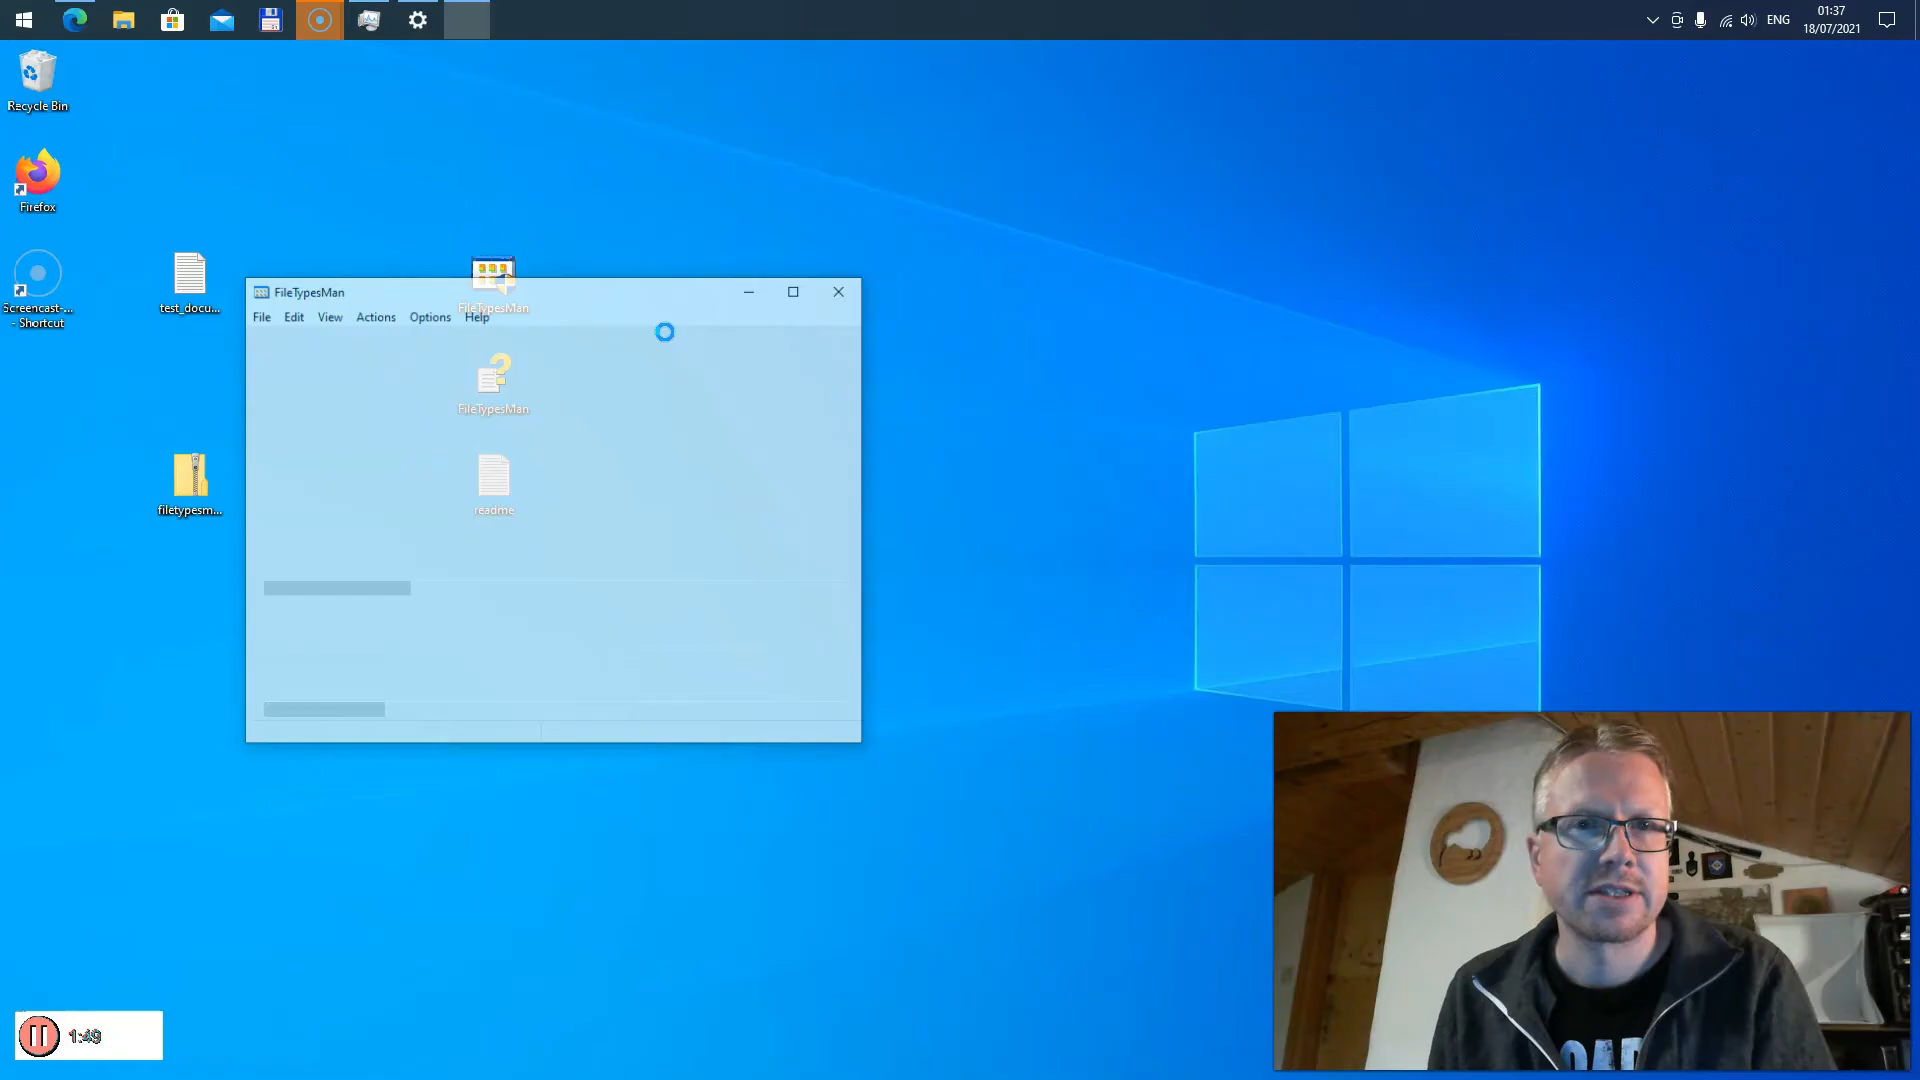 ENG
01:37
18/07/2021
Recycle Bin
Firefox
Screencast-...
- Shortcut
test_docu...
filetypesm...
FileTypesMan
File Edit View Actions Options Help
FileTypesMan
FileTypesMan
readme
1:49